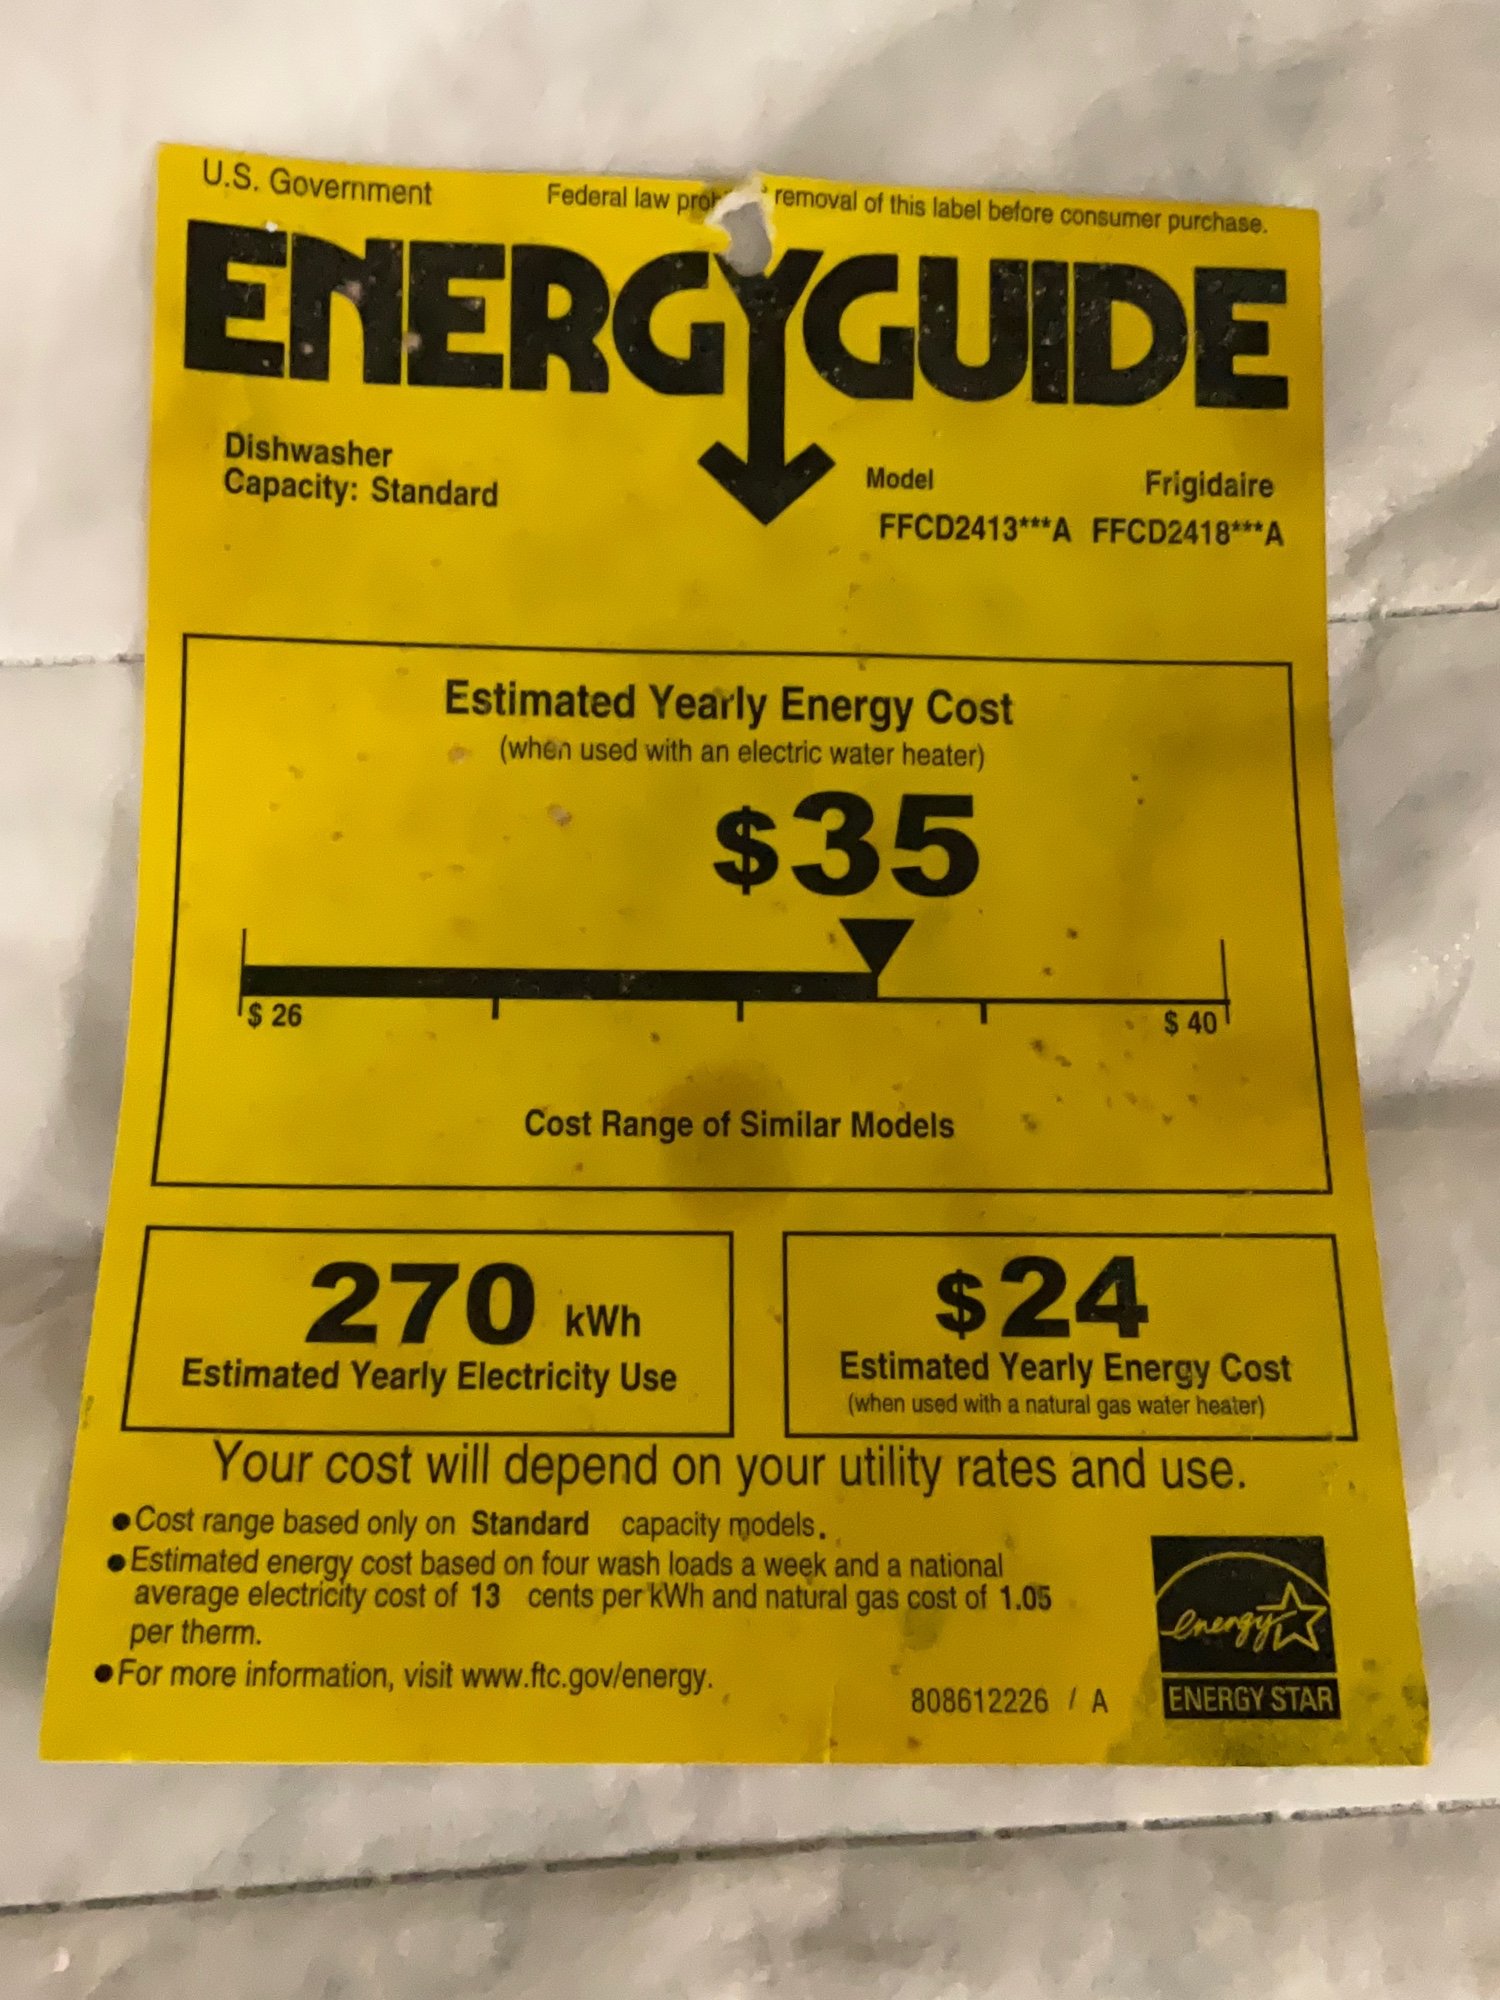 U.S. Government
Federal law removal of this label before consumer purchase.
ENERGYGUIDE
Dishwasher
Capacity: Standard
Model Frigidaire
FFCD2413***A FFCD2418***A
Estimated Yearly Energy Cost
(when used with an electric water heater)
$35
$ 26
$ 40
Cost Range of Similar Models
270 kWh
Estimated Yearly Electricity Use
$24
Estimated Yearly Energy Cost
(when used with a natural gas water heater)
Your cost will depend on your utility rates and use.
●Cost range based only on Standard capacity models.
●Estimated energy cost based on four wash loads a week and a national
average electricity cost of 13 cents per kWh and natural gas cost of 1.05
per therm.
●For more information, visit www.ftc.gov/energy.
808612226 / A
energy
ENERGY STAR